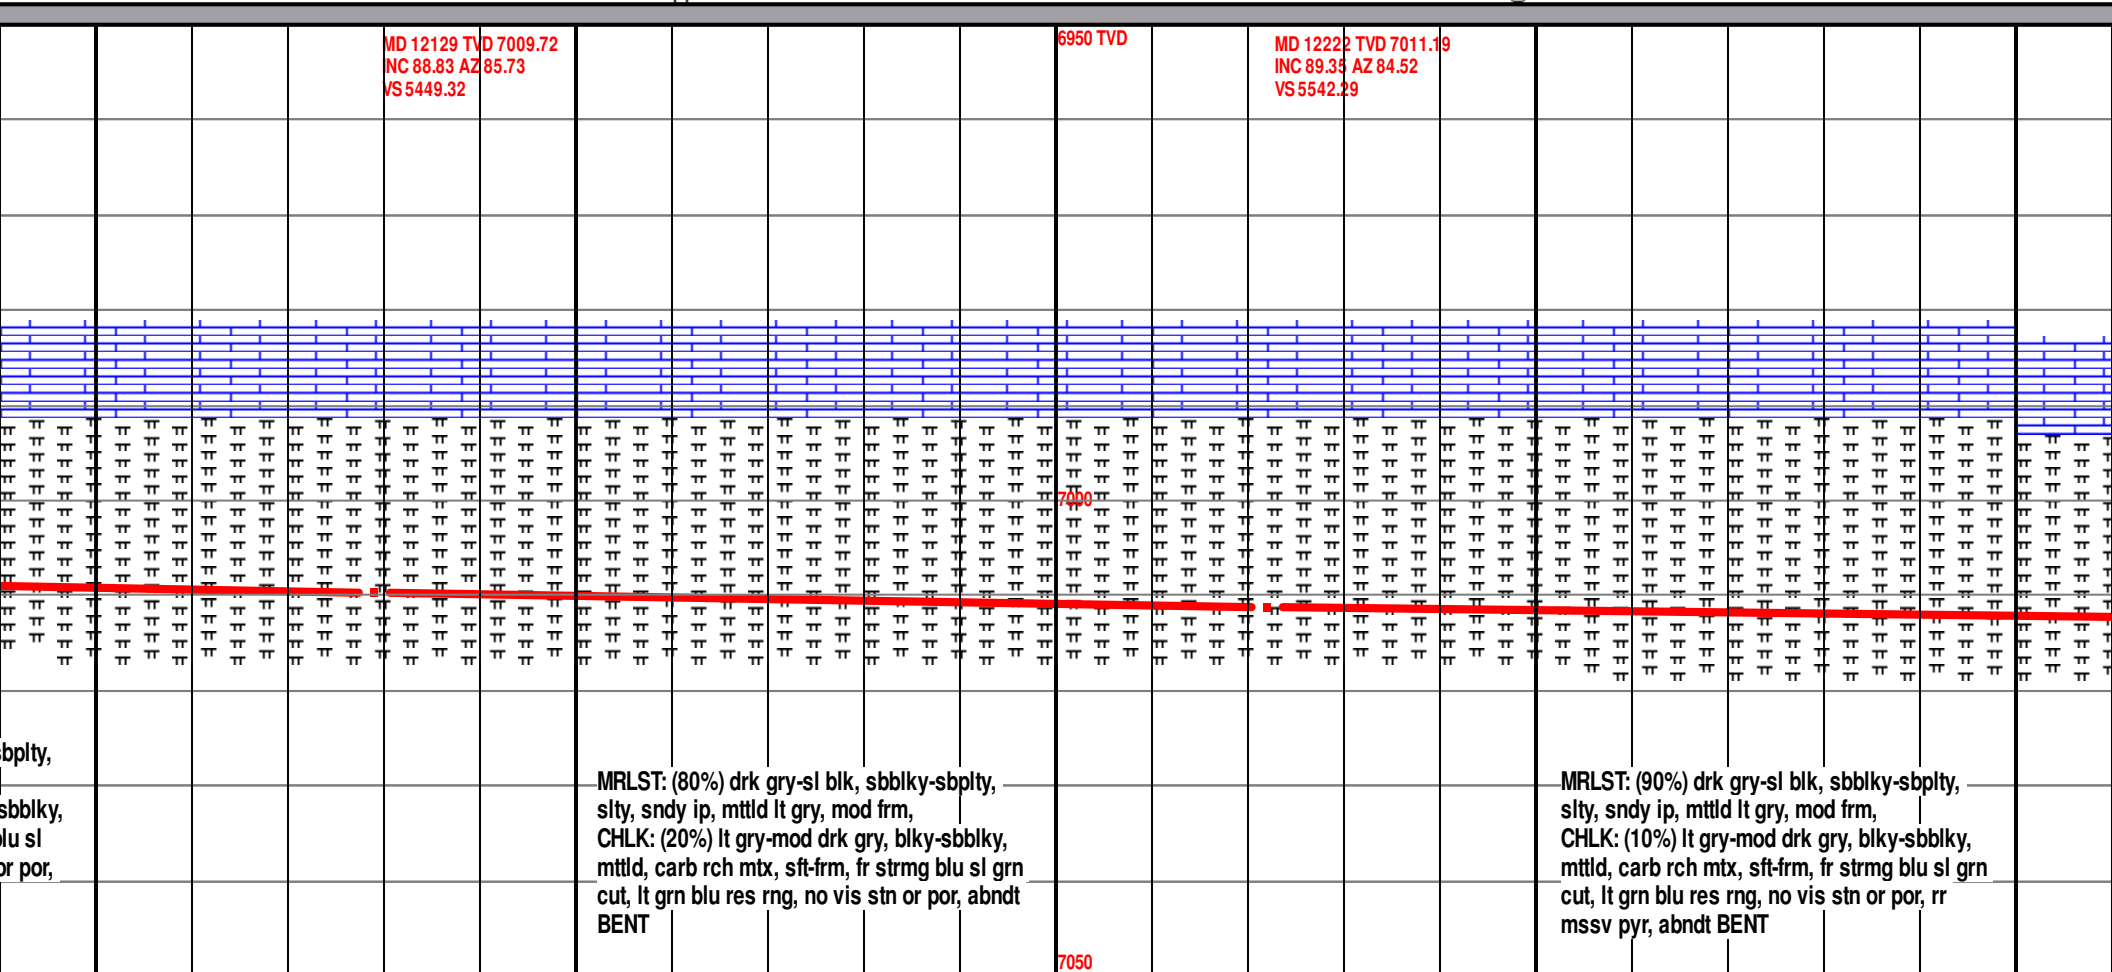 MD 12129 TVD 7009.72
INC 88.83 AZ 85.73
VS 5449.32
6950 TVD
MD 12222 TVD 7011.19
INC 89.35 AZ 84.52
VS 5542.29
7000
sbplty,
sbblky,
blu sl
or por,
MRLST: (80%) drk gry-sl blk, sbblky-sbplty,
slty, sndy ip, mttld lt gry, mod frm,
CHLK: (20%) lt gry-mod drk gry, blky-sbblky,
mttld, carb rch mtx, sft-frm, fr strmg blu sl grn
cut, lt grn blu res rng, no vis stn or por, abndt
BENT
MRLST: (90%) drk gry-sl blk, sbblky-sbplty,
slty, sndy ip, mttld lt gry, mod frm,
CHLK: (10%) lt gry-mod drk gry, blky-sbblky,
mttld, carb rch mtx, sft-frm, fr strmg blu sl grn
cut, lt grn blu res rng, no vis stn or por, rr
mssv pyr, abndt BENT
7050